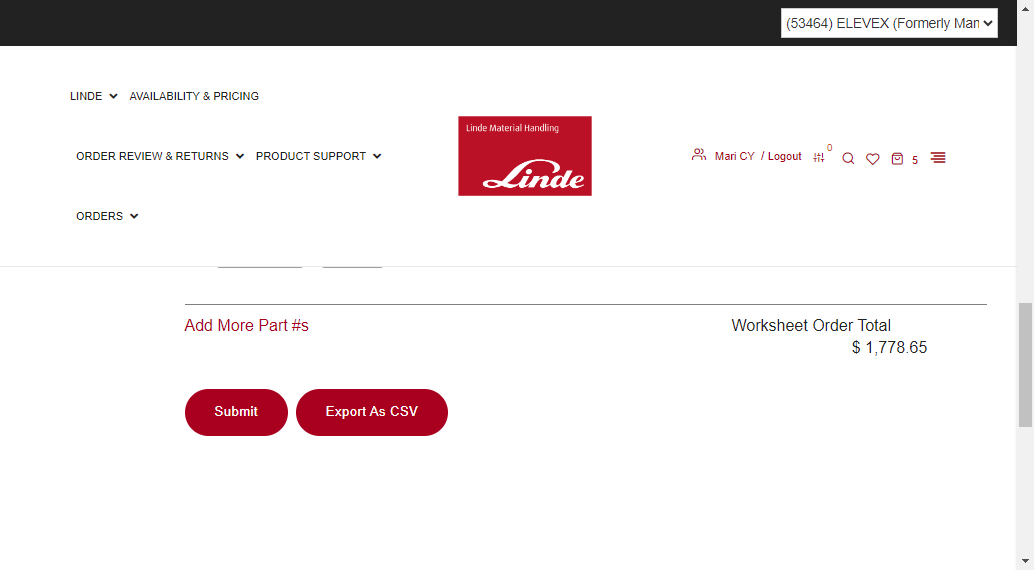 (53464) ELEVEX (Formerly Man
LINDE AVAILABILITY & PRICING
ORDER REVIEW & RETURNS PRODUCT SUPPORT
ORDERS
Linde Material Handling
Linde
Mari CY / Logout 0 5
Add More Part #s
Worksheet Order Total
$ 1,778.65
Submit Export As CSV